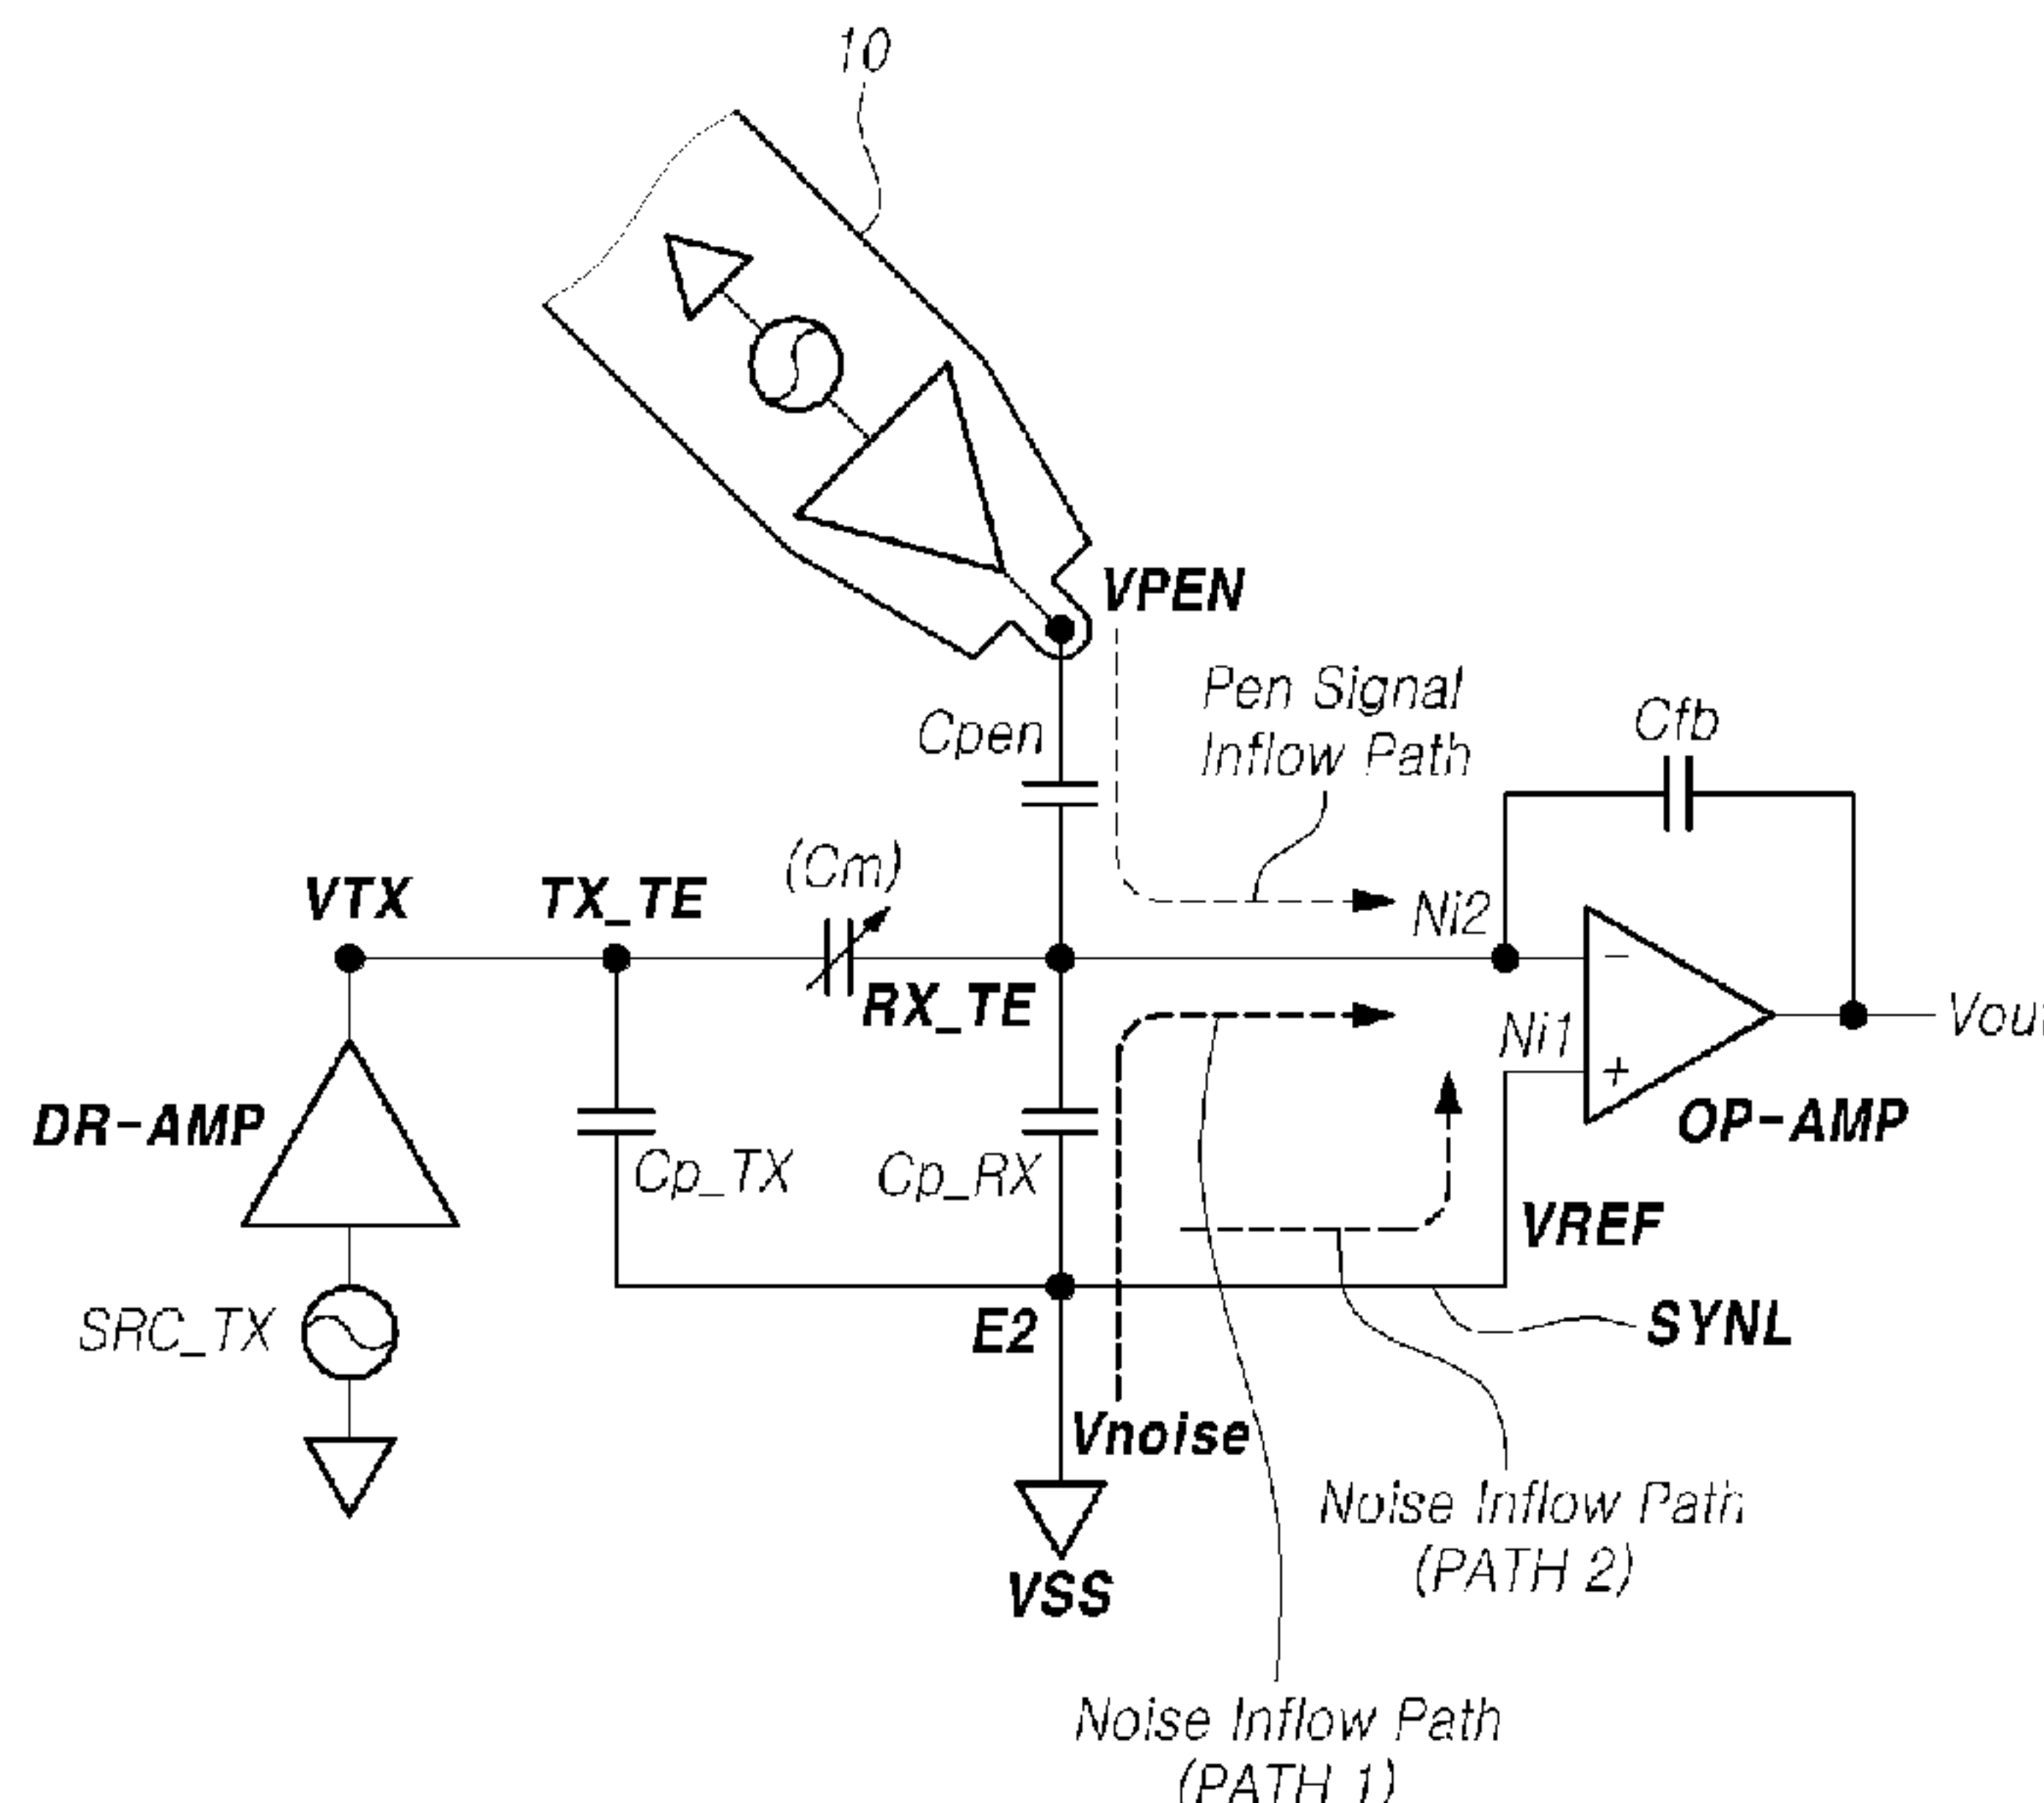 10
VPEN
Pen Signal
Inflow Path
Cpen
Cfb
(Cm)
VTX
TX_TE
Ni2
−
RX_TE
Ni1
Vout
+
DR-AMP
OP-AMP
Cp_TX
Cp_RX
VREF
SRC_TX
E2
SYNL
Vnoise
Noise Inflow Path
(PATH 2)
VSS
Noise Inflow Path
(PATH 1)